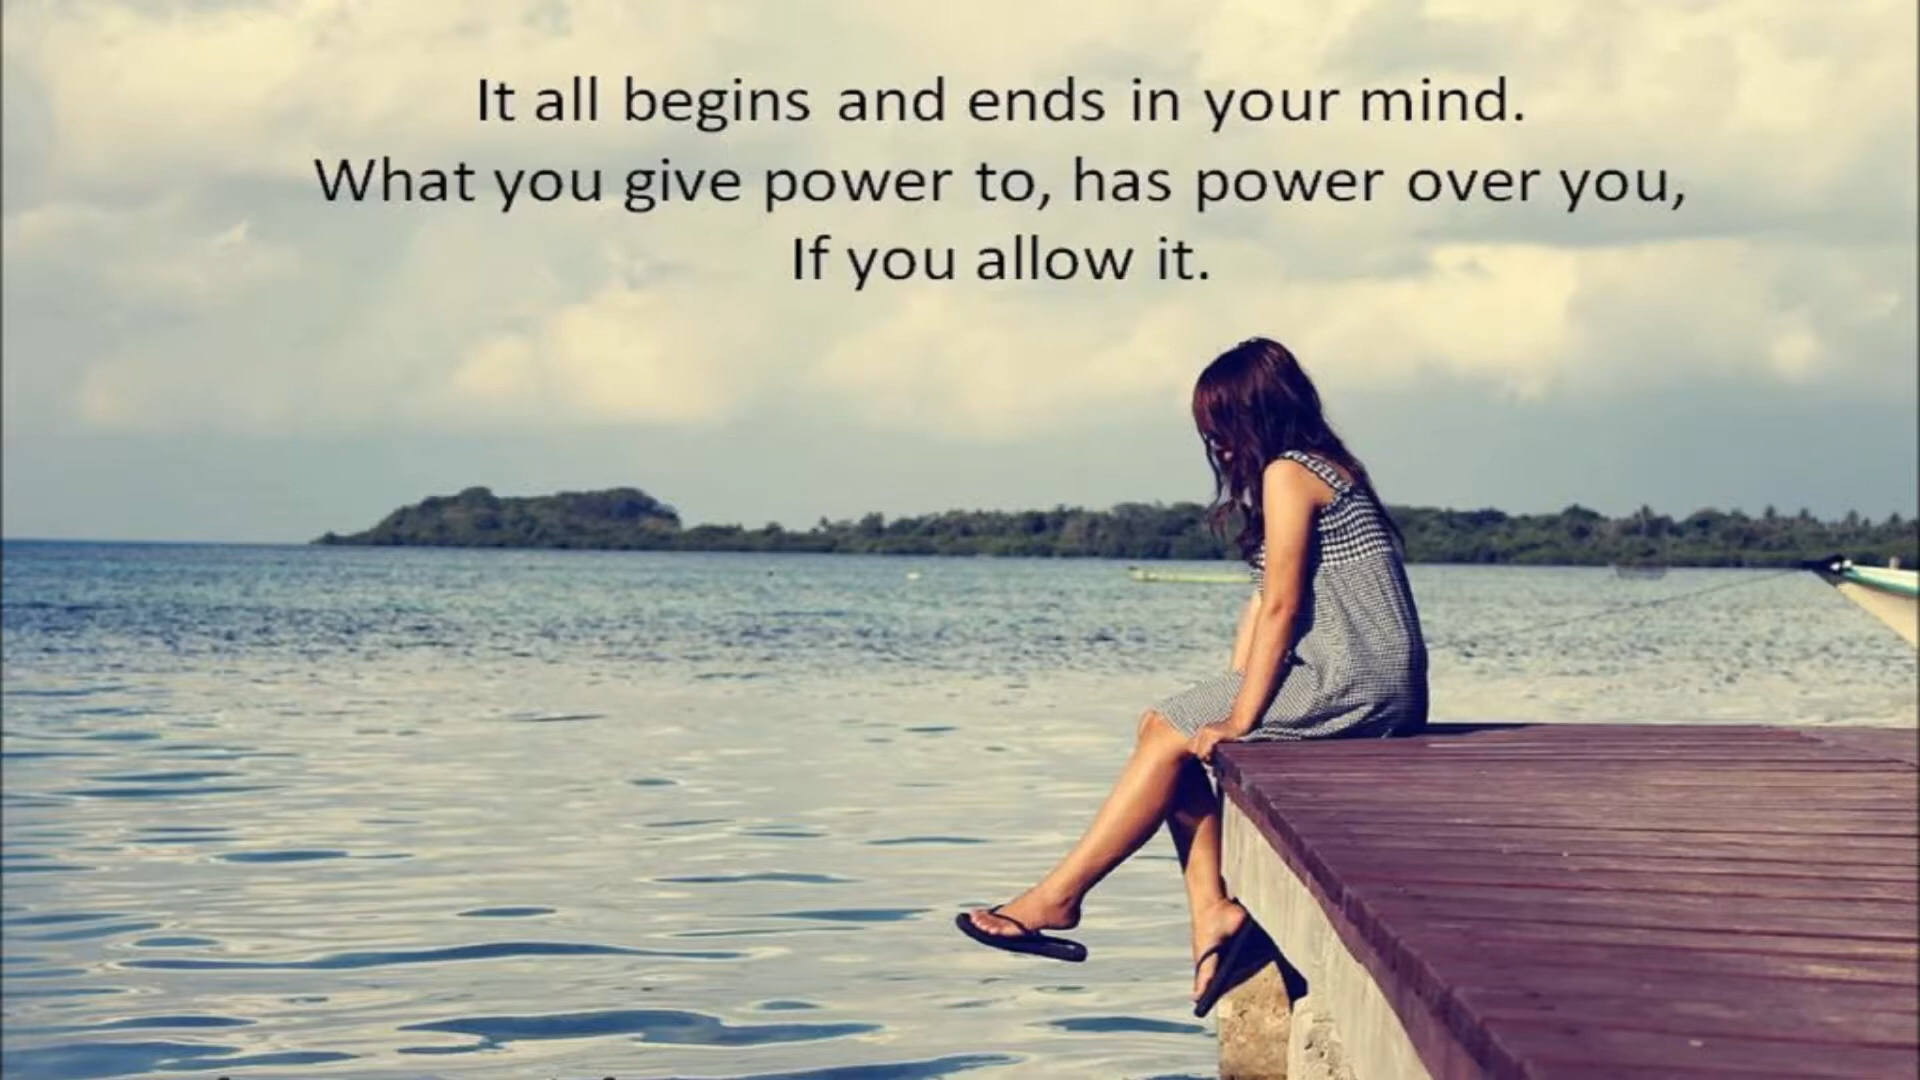 It all begins and ends in your mind.
What you give power to, has power over you,
If you allow it.